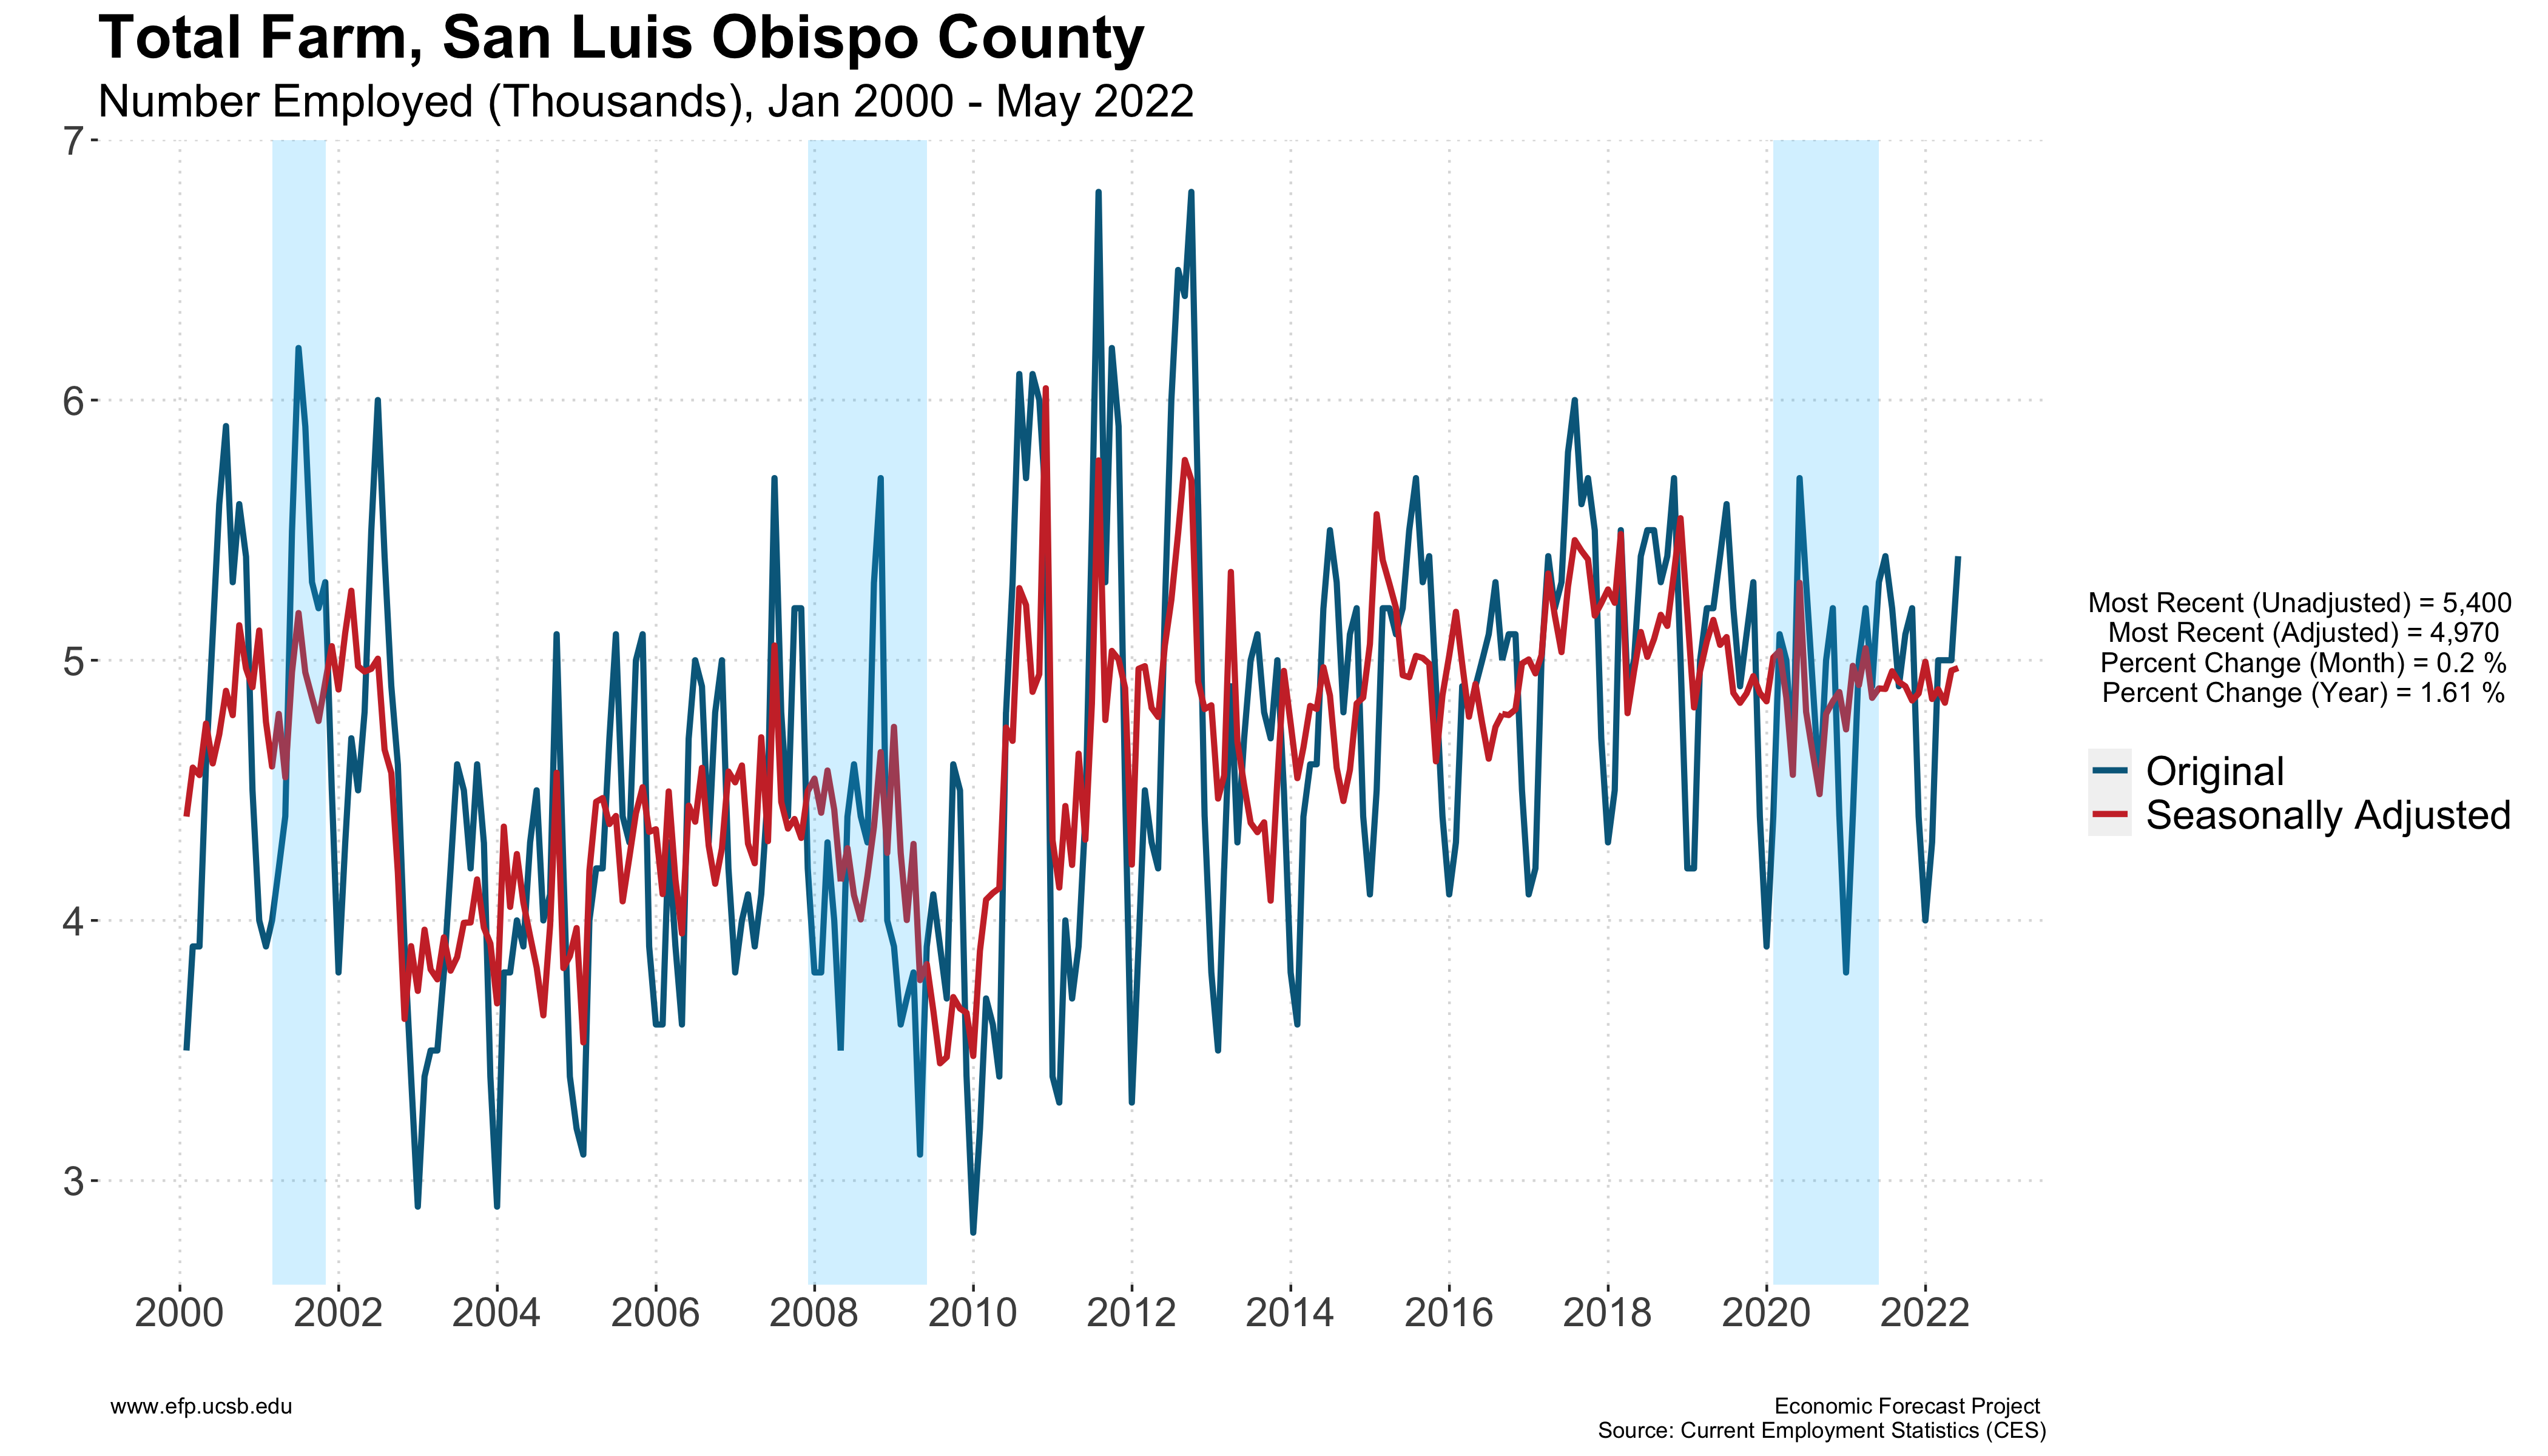 Total Farm, San Luis Obispo County
Number Employed (Thousands), Jan 2000 - May 2022
7
6
5
4
3
2000 2002 2004 2006 2008 2010 2012 2014 2016 2018 2020 2022
Most Recent (Unadjusted) = 5,400
Most Recent (Adjusted) = 4,970
Percent Change (Month) = 0.2 %
Percent Change (Year) = 1.61 %
Original
Seasonally Adjusted
www.efp.ucsb.edu
Economic Forecast Project
Source: Current Employment Statistics (CES)